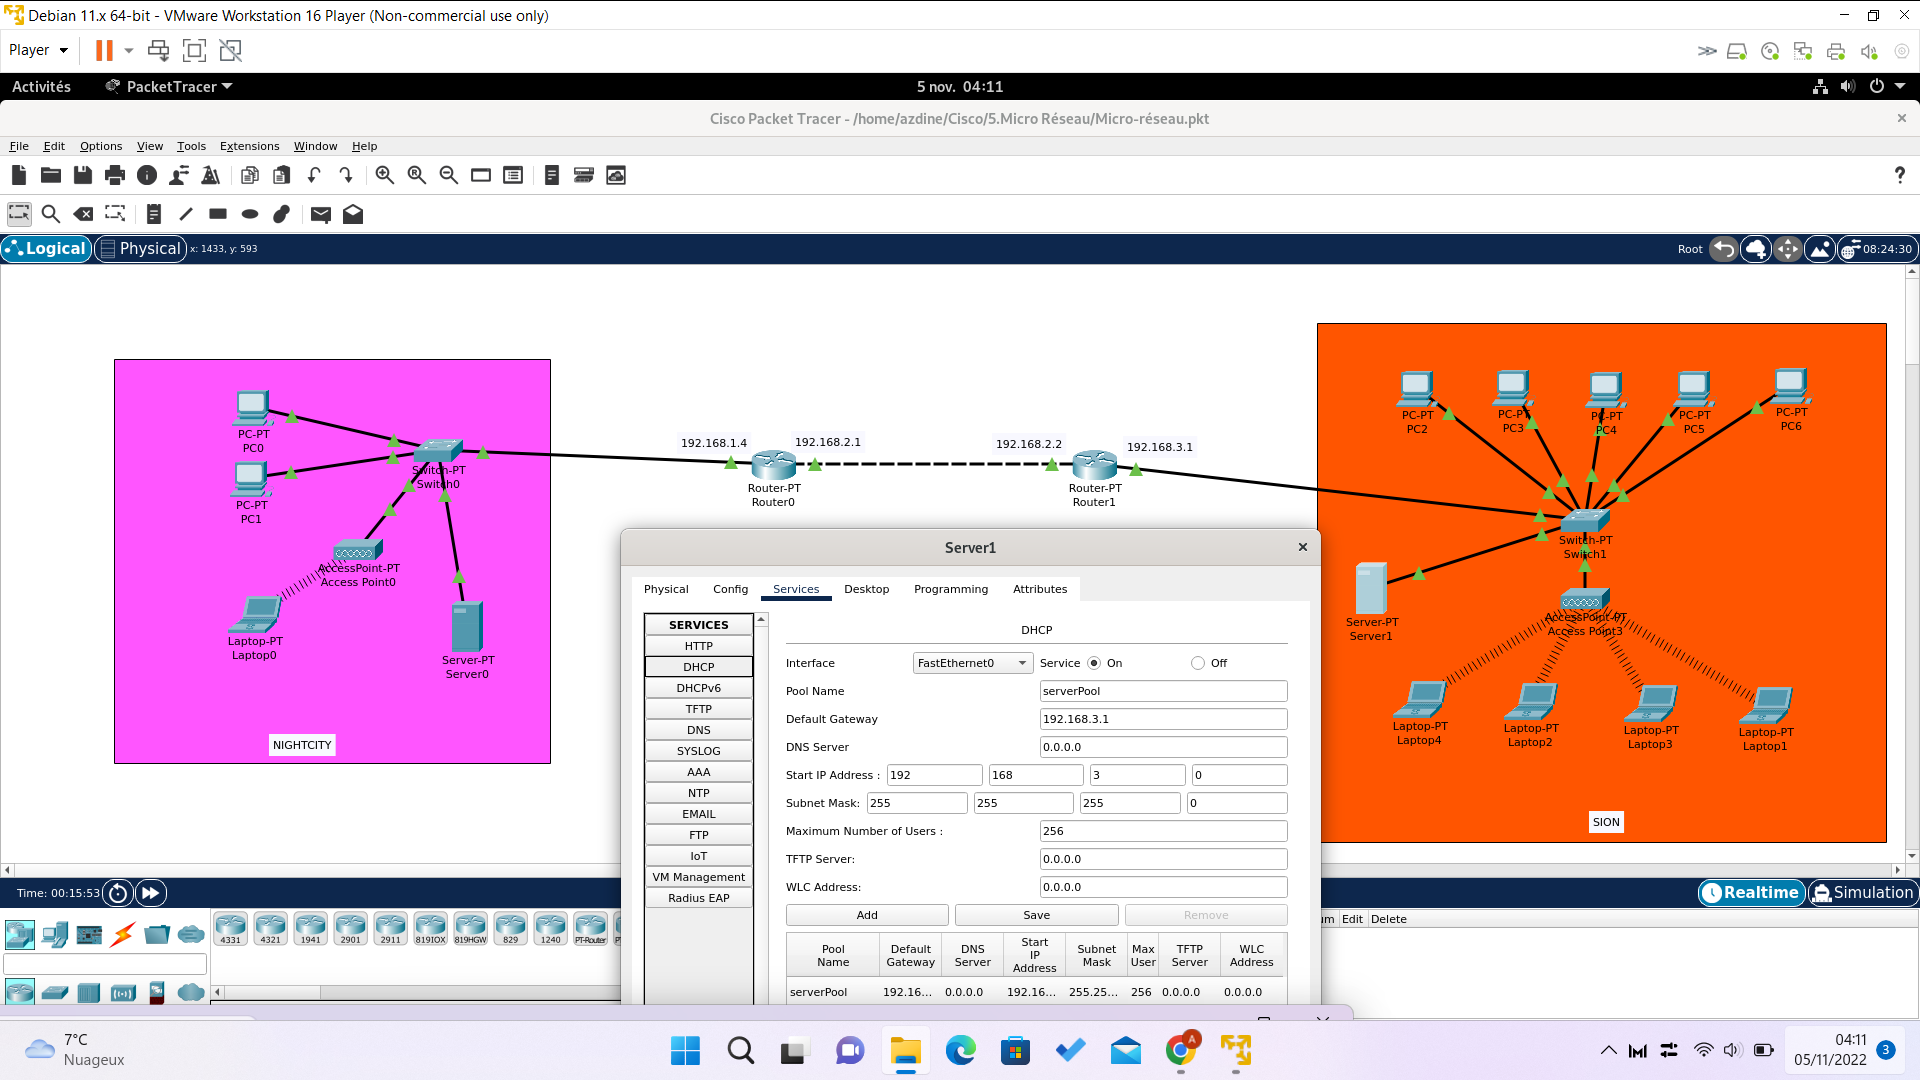 Debian 11.x 64-bit - VMware Workstation 16 Player (Non-commercial use only)
Player
Activités
PacketTracer
5 nov. 04:11
Cisco Packet Tracer - /home/azdine/Cisco/5.Micro Réseau/Micro-réseau.pkt
File Edit Options View Tools Extensions Window Help
Logical
Physical
x: 1433, y: 593
Root
08:24:30
PC-PT
PC0
PC-PT
PC1
Switch-PT
Switch0
AccessPoint-PT
Access Point0
Laptop-PT
Laptop0
Server-PT
Server0
NIGHTCITY
192.168.1.4
192.168.2.1
Router-PT
Router0
192.168.2.2
192.168.3.1
Router-PT
Router1
PC-PT
PC2
PC-PT
PC3
PC-PT
PC4
PC-PT
PC5
PC-PT
PC6
Switch-PT
Switch1
Server-PT
Server1
AccessPoint-PT
Access Point3
Laptop-PT
Laptop4
Laptop-PT
Laptop2
Laptop-PT
Laptop3
Laptop-PT
Laptop1
SION
Server1
Physical Config Services Desktop Programming Attributes
SERVICES
HTTP
DHCP
DHCPv6
TFTP
DNS
SYSLOG
AAA
NTP
EMAIL
FTP
IoT
VM Management
Radius EAP
DHCP
Interface FastEthernet0 Service On Off
Pool Name serverPool
Default Gateway 192.168.3.1
DNS Server 0.0.0.0
Start IP Address : 192 168 3 0
Subnet Mask: 255 255 255 0
Maximum Number of Users : 256
TFTP Server: 0.0.0.0
WLC Address: 0.0.0.0
Add Save Remove
Pool Name
Default Gateway
DNS Server
Start IP Address
Subnet Mask
Max User
TFTP Server
WLC Address
serverPool 192.16... 0.0.0.0 192.16... 255.25... 256 0.0.0.0 0.0.0.0
Time: 00:15:53
Realtime
Simulation
4331 4321 1941 2901 2911 819IOX 819HGW 829 1240 PT-Router
Edit Delete
7°C
Nuageux
A
04:11
05/11/2022
3